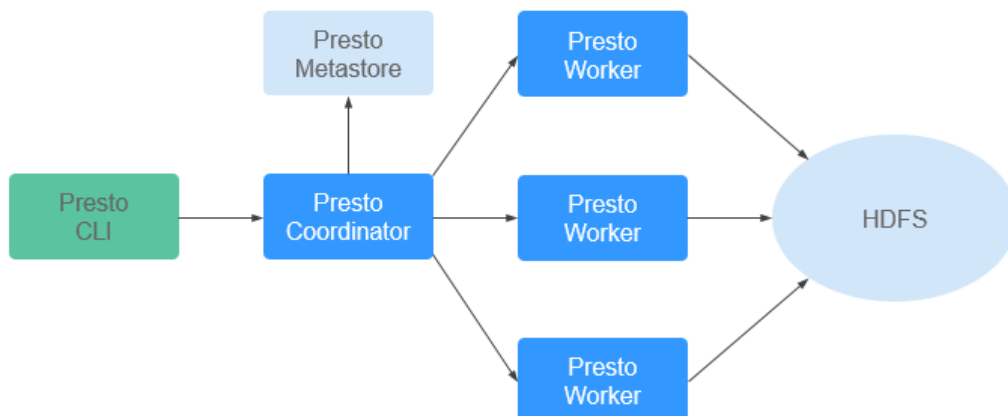 Presto
Metastore
Presto
Worker
Presto
CLI
Presto
Coordinator
Presto
Worker
HDFS
Presto
Worker